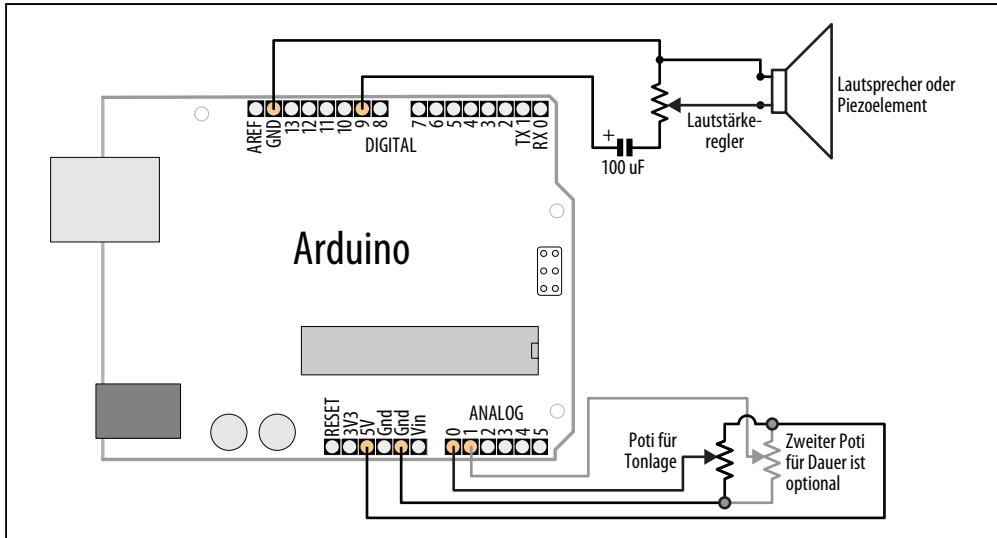 Lautsprecher oder
Piezoelement
Lautstärke-
regler
+
100 uF
AREF
GND
13
12
11
10
9
8
7
6
5
4
3
2
TX 1
RX 0
DIGITAL
Arduino
RESET
3V3
5V
Gnd
Gnd
Vin
ANALOG
0
1
2
3
4
5
Poti für
Tonlage
Zweiter Poti
für Dauer ist
optional